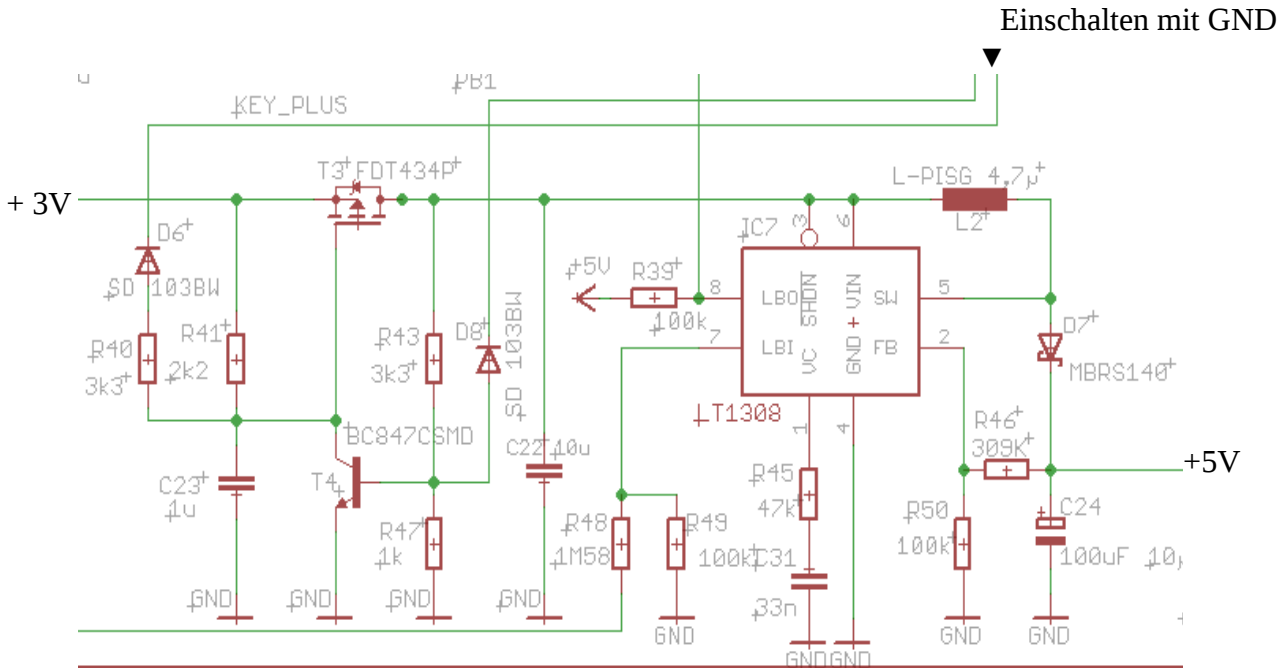 Einschalten mit GND
PB1
KEY_PLUS
T3 FDT434P
L-PISG 4,7µ
+ 3V
L2
D6
IC7
3
6
SD 103BW
+5V
R39
8
LBO
SHDN
VIN
SW
5
100k
R41
R43
D8
SD 103BW
D7
R40
2k2
3k3
3k3
7
LBI
VC
GND
FB
2
MBRS140
LT1308
BC847CSMD
1
4
R46
309K
C22 10u
+5V
C23
1u
T4
R45
47k
R47
1k
R48
1M58
R49
100k
C31
33n
R50
100k
C24
100uF
GND
GND
GND
GND
GND
GND
GND
GND
GND